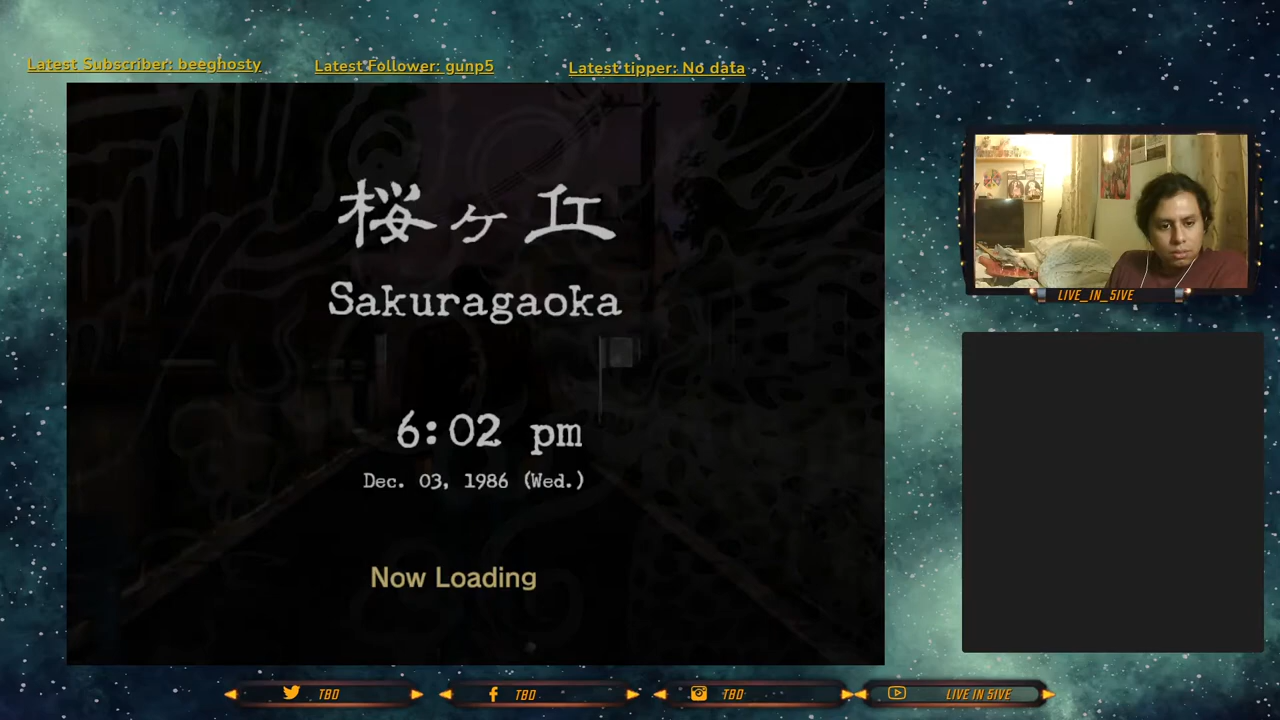 Latest Subscriber: beeghosty
Latest Follower: gunp5
Latest tipper: No data
桜ヶ丘
Sakuragaoka
6:02 pm
Dec. 03, 1986 (Wed.)
Now Loading
LIVE_IN_5IVE
TBD
TBD
TBD
LIVE IN 5IVE